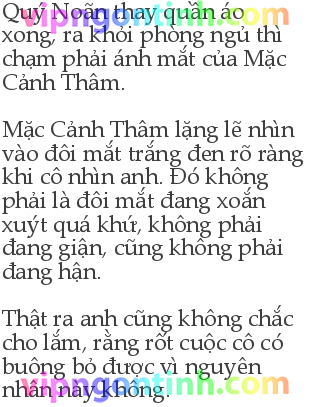 Quý Noãn thay quần áo
xong, ra khỏi phòng ngủ thì
chạm phải ánh mắt của Mặc
Cảnh Thâm.
Mặc Cảnh Thâm lặng lẽ nhìn
vào đôi mắt trắng đen rõ ràng
khi cô nhìn anh. Đó không
phải là đôi mắt đang xoắn
xuýt quá khứ, không phải
đang giận, cũng không phải
đang hận.
Thật ra anh cũng không chắc
cho lắm, rằng rốt cuộc cô có
buông bỏ được vì nguyên
nhân này không.
vipngontinh.com
vipngontinh.com